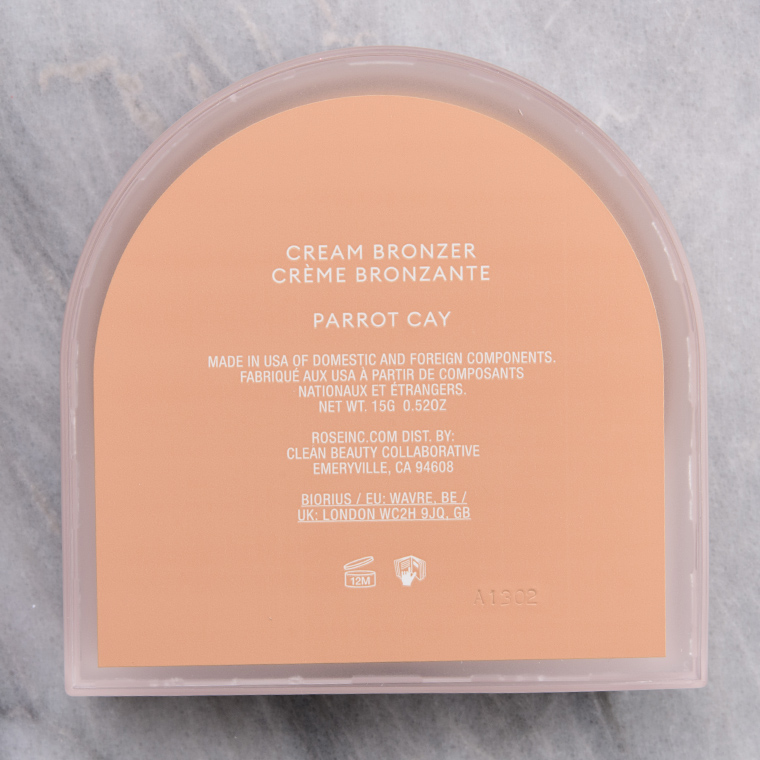 CREAM BRONZER
CRÈME BRONZANTE
PARROT CAY
MADE IN USA OF DOMESTIC AND FOREIGN COMPONENTS.
FABRIQUÉ AUX USA À PARTIR DE COMPOSANTS
NATIONAUX ET ÉTRANGERS.
NET WT. 15G 0.52OZ
ROSEINC.COM DIST. BY:
CLEAN BEAUTY COLLABORATIVE
EMERYVILLE, CA 94608
BIORIUS / EU: WAVRE, BE /
UK: LONDON WC2H 9JQ, GB
12M
A1302